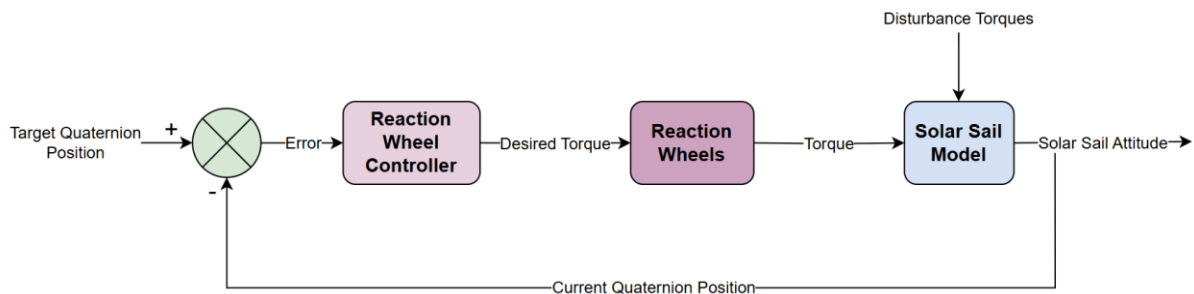 Disturbance Torques
Target Quaternion
Position
+
-
Error
Reaction
Wheel
Controller
Desired Torque
Reaction
Wheels
Torque
Solar Sail
Model
Solar Sail Attitude
Current Quaternion Position